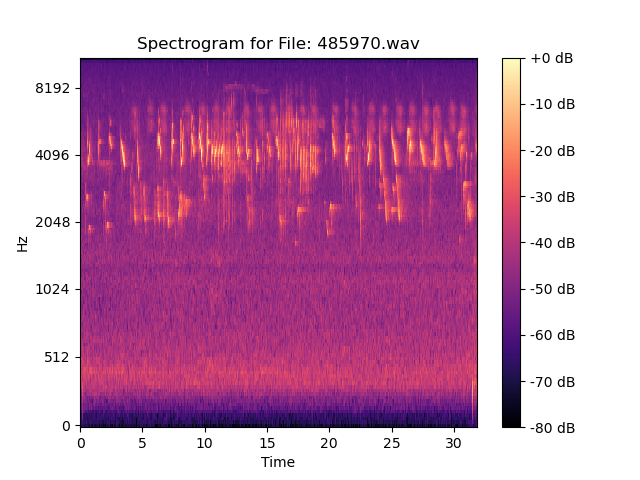 Spectrogram for File: 485970.wav
Hz
8192
4096
2048
1024
512
0
0 5 10 15 20 25 30
Time
+0 dB
-10 dB
-20 dB
-30 dB
-40 dB
-50 dB
-60 dB
-70 dB
-80 dB